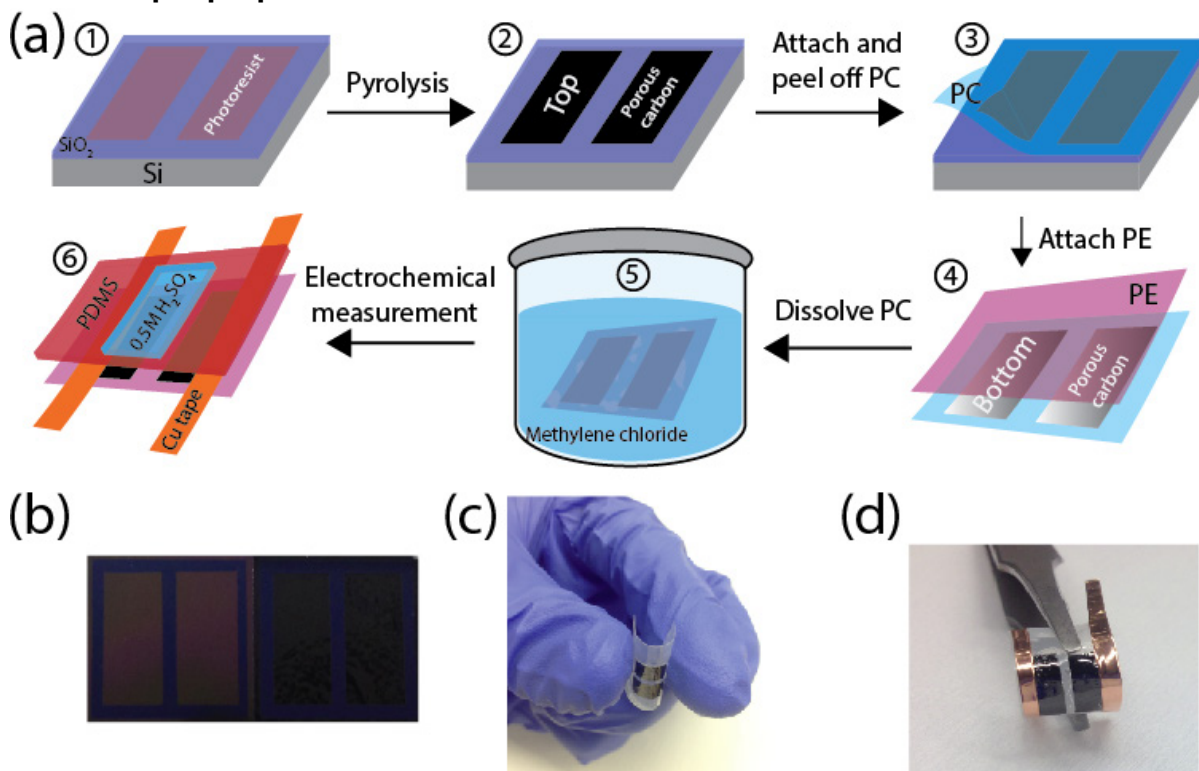 (a)
①
Photoresist
SiO₂
Si
Pyrolysis
②
Top
Porous
carbon
Attach and
peel off PC
③
PC
Attach PE
④
PE
Bottom
Porous
carbon
Dissolve PC
⑤
Methylene chloride
Electrochemical
measurement
⑥
PDMS
0.5M H₂SO₄
Cu tape
(b)
(c)
(d)